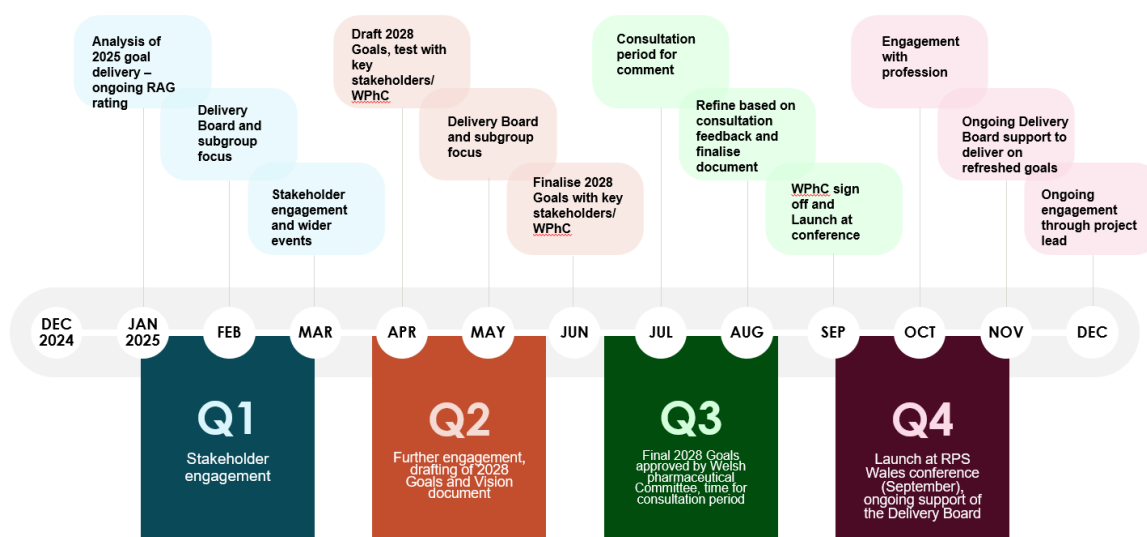 Analysis of
2025 goal
delivery –
ongoing RAG
rating
Delivery
Board and
subgroup
focus
Stakeholder
engagement
and wider
events
Draft 2028
Goals, test with
key
stakeholders/
WPhC
Delivery Board
and subgroup
focus
Finalise 2028
Goals with key
stakeholders/
WPhC
Consultation
period for
comment
Refine based on
consultation
feedback and
finalise
document
WPhC sign
off and
Launch at
conference
Engagement
with
profession
Ongoing Delivery
Board support to
deliver on
refreshed goals
Ongoing
engagement
through project
lead
DEC
2024
JAN
2025
FEB
MAR
APR
MAY
JUN
JUL
AUG
SEP
OCT
NOV
DEC
Q1
Stakeholder
engagement
Q2
Further engagement,
drafting of 2028
Goals and Vision
document
Q3
Final 2028 Goals
approved by Welsh
pharmaceutical
Committee, time for
consultation period
Q4
Launch at RPS
Wales conference
(September),
ongoing support of
the Delivery Board